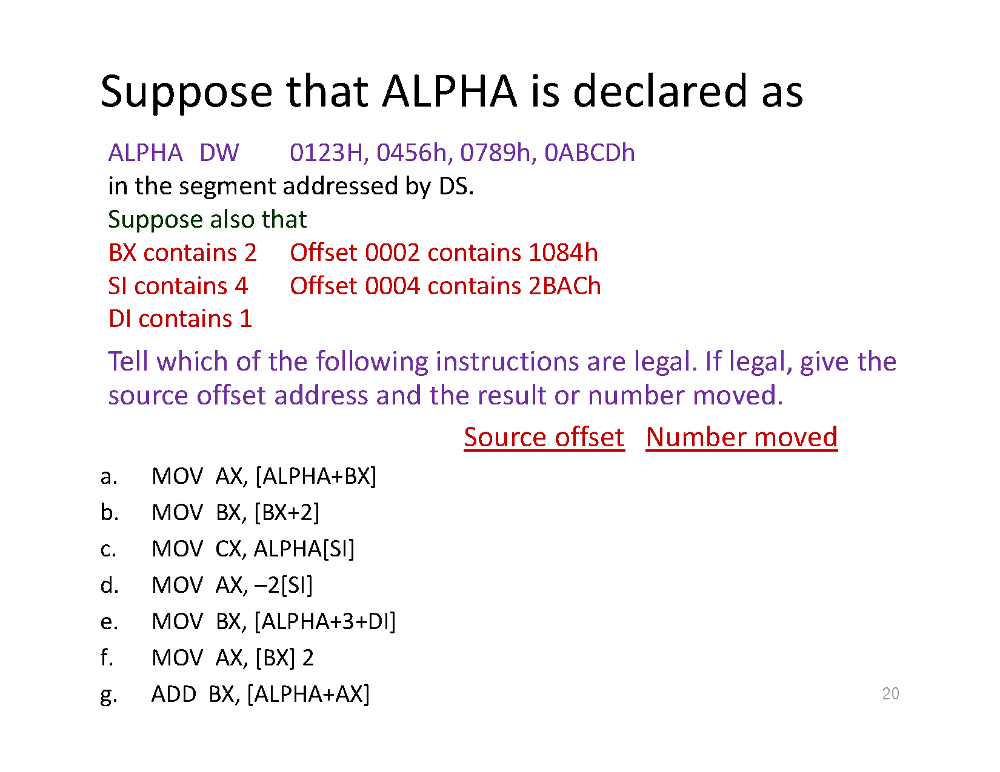 Suppose that ALPHA is declared as
ALPHA DW 0123H, 0456h, 0789h, 0ABCDh
in the segment addressed by DS.
Suppose also that
BX contains 2 Offset 0002 contains 1084h
SI contains 4 Offset 0004 contains 2BACh
DI contains 1
Tell which of the following instructions are legal. If legal, give the
source offset address and the result or number moved.
Source offset Number moved
a. MOV AX, [ALPHA+BX]
b. MOV BX, [BX+2]
c. MOV CX, ALPHA[SI]
d. MOV AX, –2[SI]
e. MOV BX, [ALPHA+3+DI]
f. MOV AX, [BX] 2
g. ADD BX, [ALPHA+AX]
20